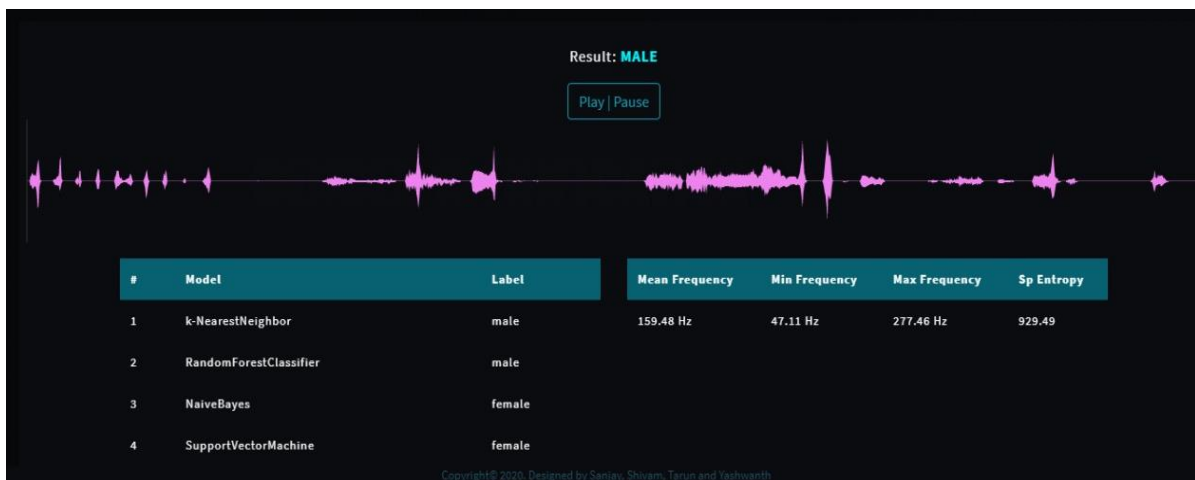 Result: MALE
Play | Pause
# Model Label
1 k-NearestNeighbor male
2 RandomForestClassifier male
3 NaiveBayes female
4 SupportVectorMachine female
Mean Frequency Min Frequency Max Frequency Sp Entropy
159.48 Hz 47.11 Hz 277.46 Hz 929.49
Copyright© 2020, Designed by Sanjay, Shivam, Tarun and Yashwanth